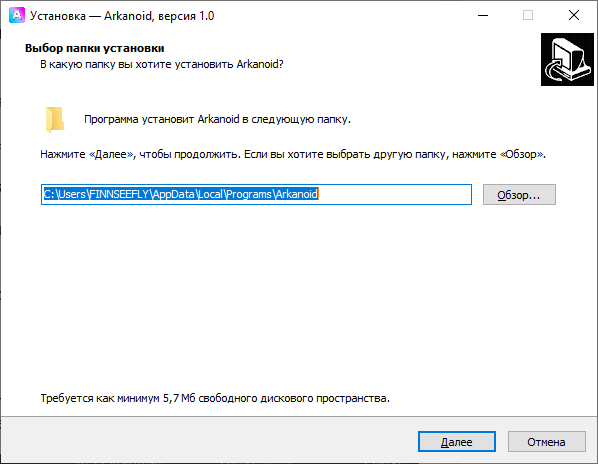 Установка — Arkanoid, версия 1.0
Выбор папки установки
В какую папку вы хотите установить Arkanoid?
Программа установит Arkanoid в следующую папку.
Нажмите «Далее», чтобы продолжить. Если вы хотите выбрать другую папку, нажмите «Обзор».
C:\Users\FINNSEEFLY\AppData\Local\Programs\Arkanoid
Обзор...
Требуется как минимум 5,7 Мб свободного дискового пространства.
Далее
Отмена